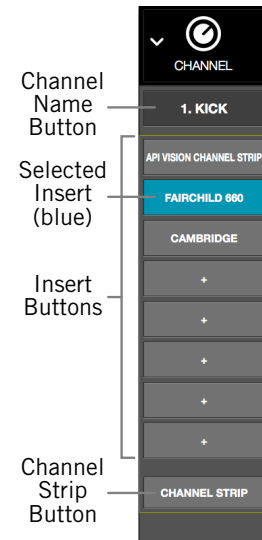 CHANNEL
Channel
Name
Button
1. KICK
API VISION CHANNEL STRIP
Selected
Insert
(blue)
FAIRCHILD 660
CAMBRIDGE
Insert
Buttons
+
+
+
+
+
Channel
Strip
Button
CHANNEL STRIP